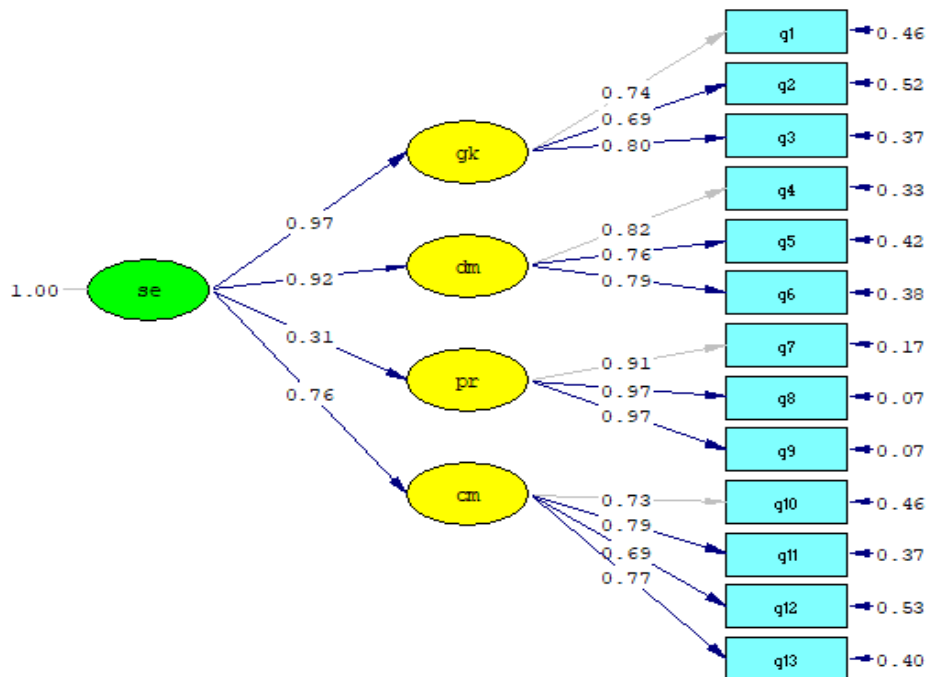 q1
0.46
0.74
q2
0.52
0.69
gk
q3
0.37
0.80
q4
0.33
0.97
0.82
q5
0.42
0.76
dm
0.92
0.79
q6
0.38
1.00
se
q7
0.17
0.31
0.91
pr
q8
0.07
0.97
0.76
0.97
q9
0.07
cm
0.73
q10
0.46
0.79
q11
0.37
0.69
0.77
q12
0.53
q13
0.40